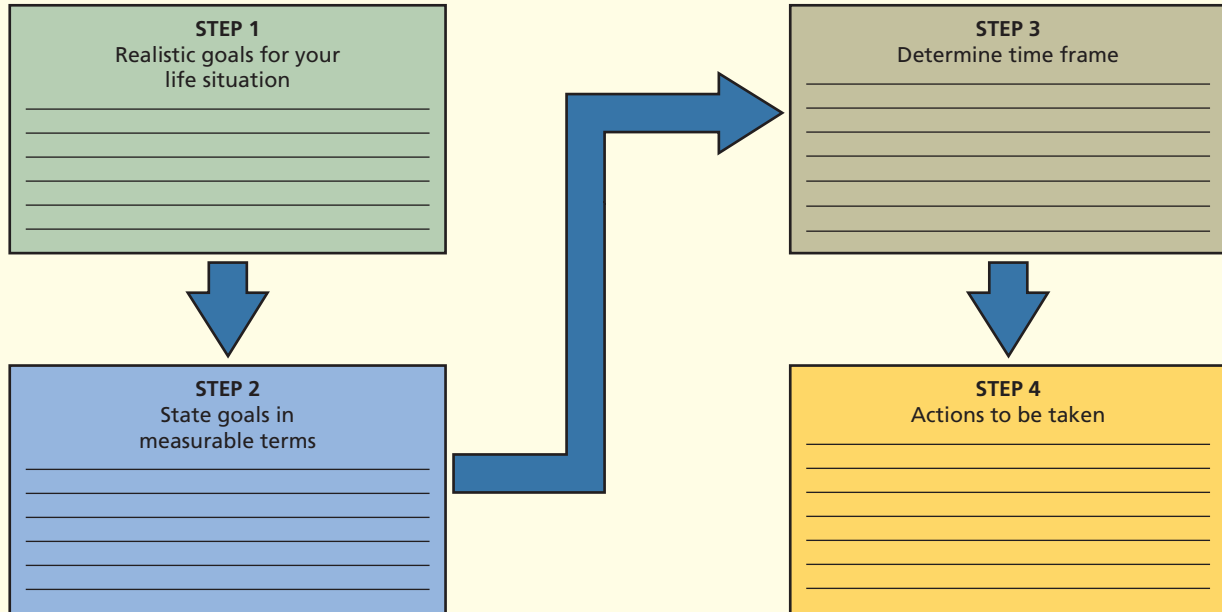 STEP 1
Realistic goals for your
life situation
STEP 2
State goals in
measurable terms
STEP 3
Determine time frame
STEP 4
Actions to be taken